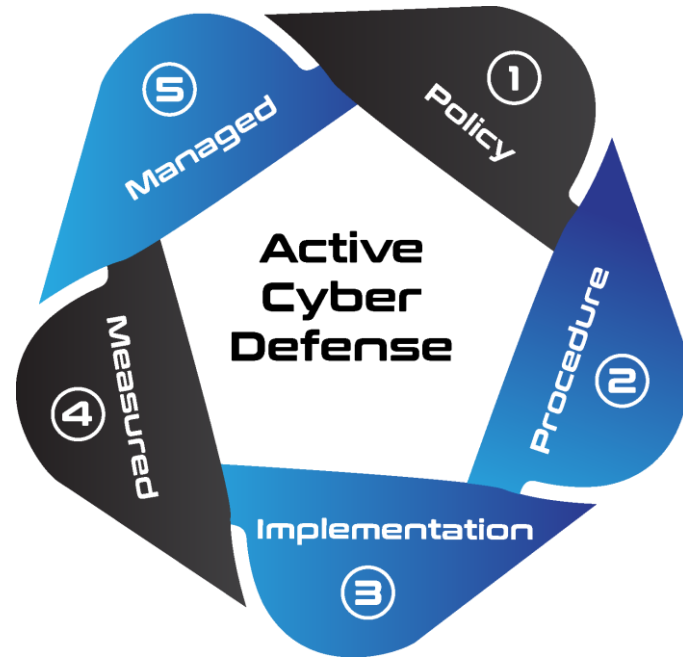 Active
Cyber
Defense
1
Policy
2
Procedure
3
Implementation
4
Measured
5
Managed